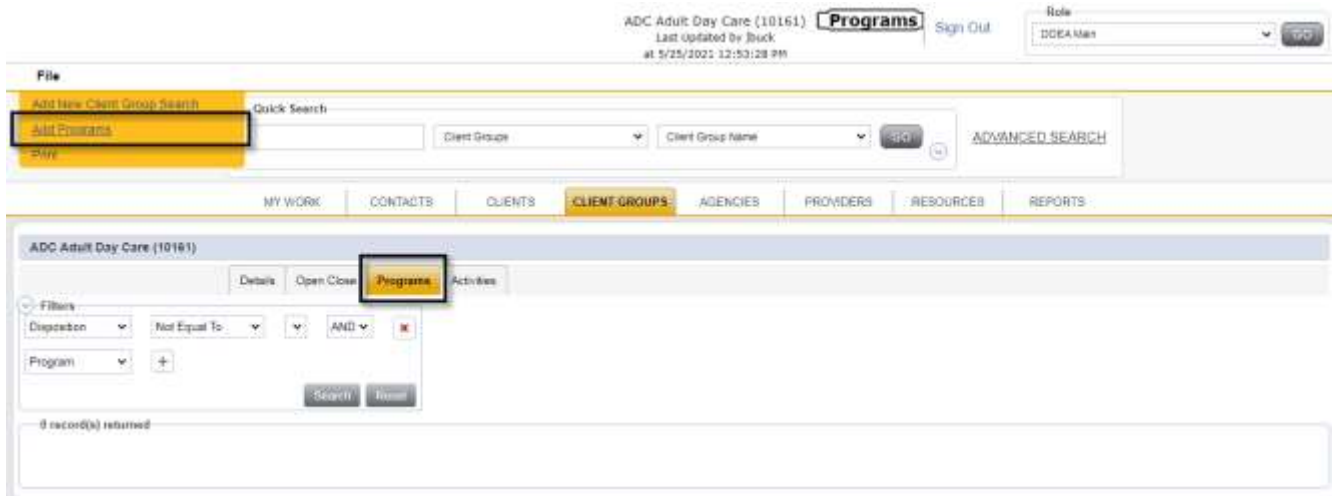 ADC Adult Day Care (10161) Programs Sign Out Role
Last Updated by Jbuck
at 5/25/2021 12:53:28 PM
DOEA Main GO
File
Add New Client Group Search
Add Programs
Print
Quick Search
Client Groups Client Group Name GO ADVANCED SEARCH
MY WORK CONTACTS CLIENTS CLIENT GROUPS AGENCIES PROVIDERS RESOURCES REPORTS
ADC Adult Day Care (10161)
Details Open Close Programs Activities
Filters
Disposition Not Equal To AND
Program +
Search Reset
0 record(s) returned